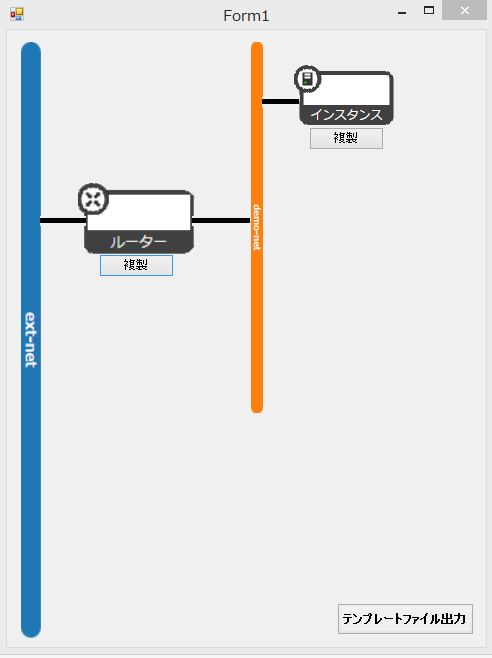 Form1
インスタンス
複製
demo-net
ルーター
複製
ext-net
テンプレートファイル出力